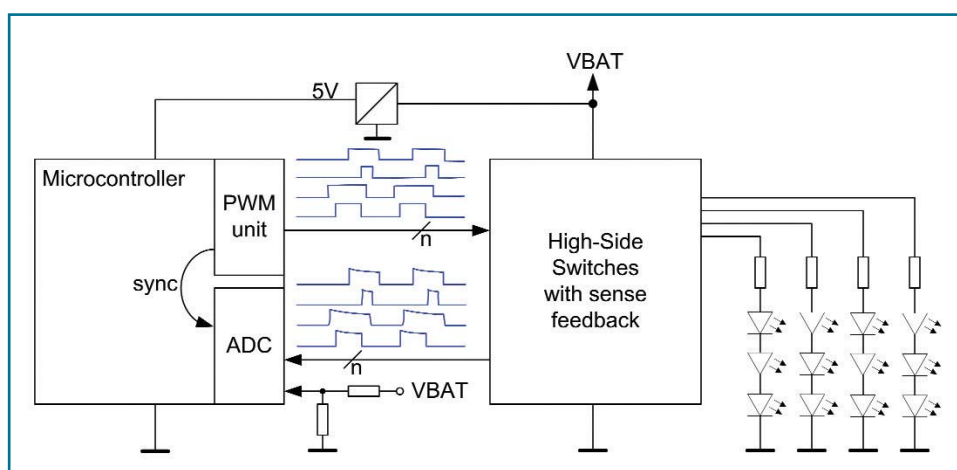 VBAT
5V
Microcontroller
PWM
unit
n
High-Side
Switches
with sense
feedback
sync
ADC
n
VBAT